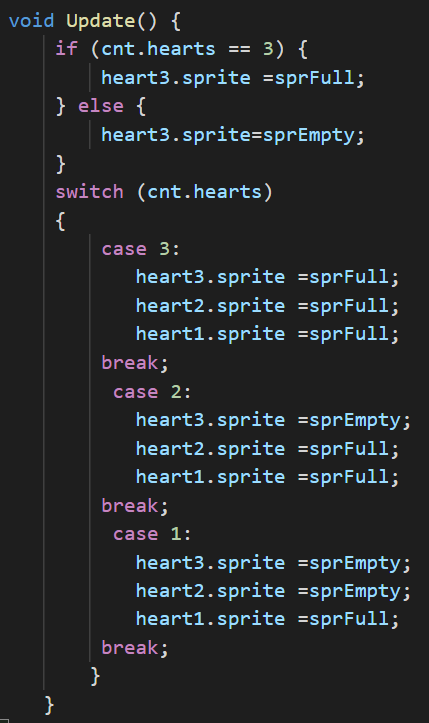 void Update() {
if (cnt.hearts == 3) {
heart3.sprite =sprFull;
} else {
heart3.sprite=sprEmpty;
}
switch (cnt.hearts)
{
case 3:
heart3.sprite =sprFull;
heart2.sprite =sprFull;
heart1.sprite =sprFull;
break;
case 2:
heart3.sprite =sprEmpty;
heart2.sprite =sprFull;
heart1.sprite =sprFull;
break;
case 1:
heart3.sprite =sprEmpty;
heart2.sprite =sprEmpty;
heart1.sprite =sprFull;
break;
}
}